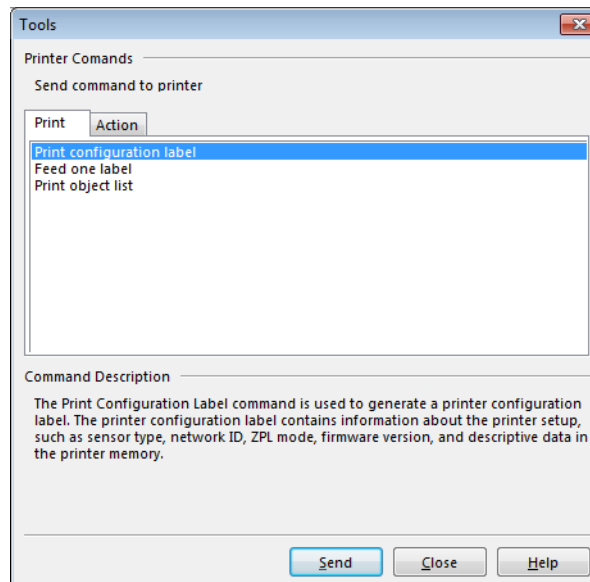 Tools
Printer Comands
Send command to printer
Print
Action
Print configuration label
Feed one label
Print object list
Command Description
The Print Configuration Label command is used to generate a printer configuration
label. The printer configuration label contains information about the printer setup,
such as sensor type, network ID, ZPL mode, firmware version, and descriptive data in
the printer memory.
Send
Close
Help